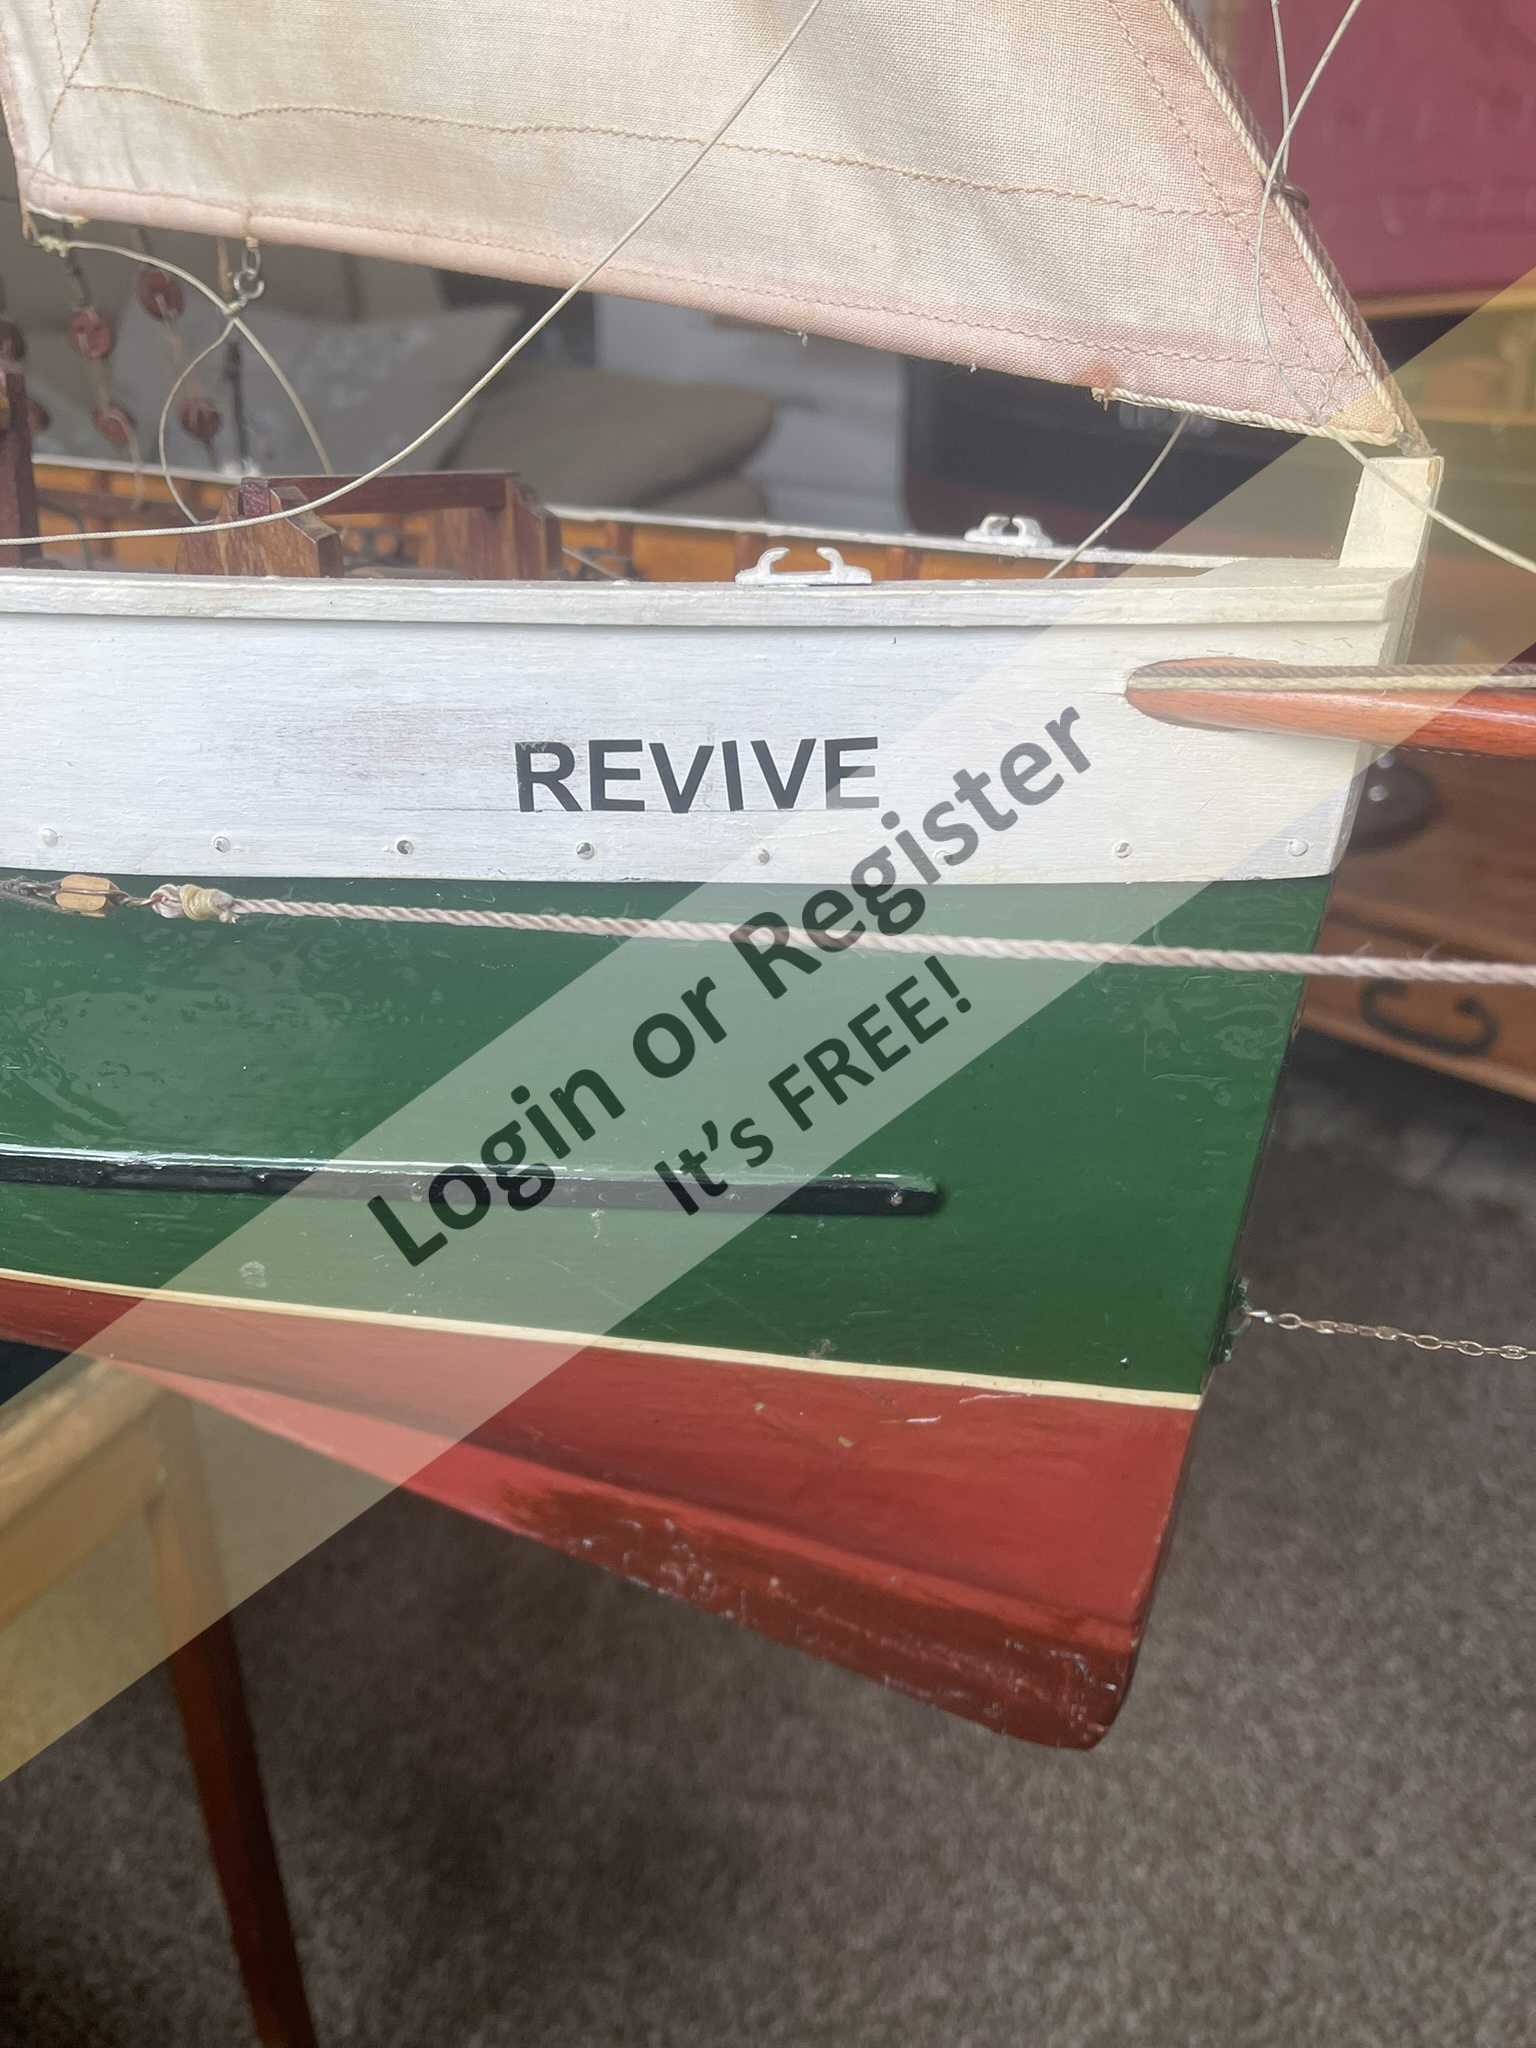 REVIVE
Login or Register
It's FREE!